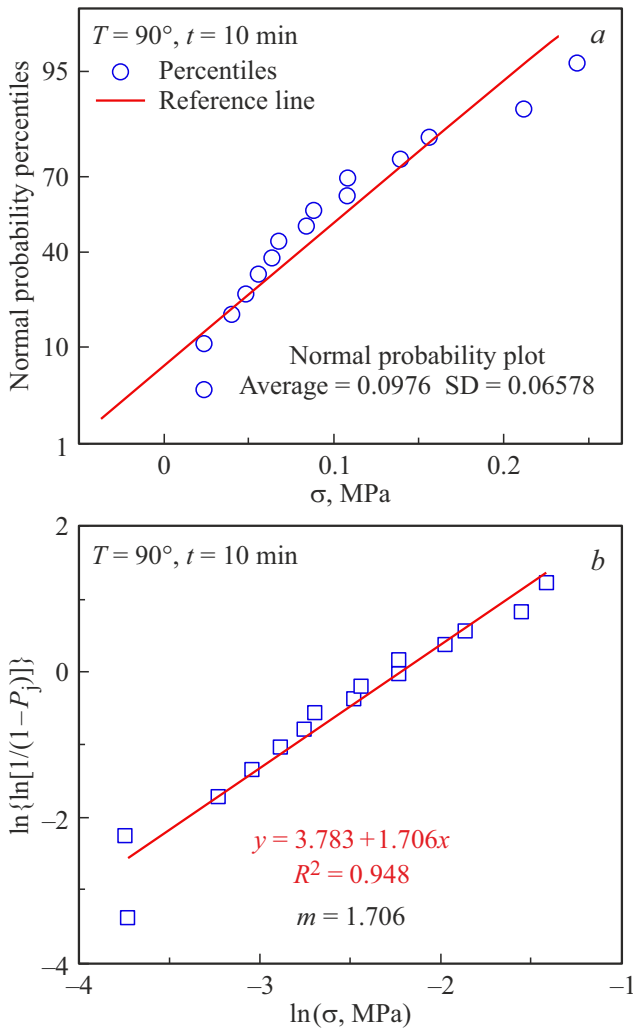 T = 90°, t = 10 min
a
Percentiles
Reference line
Normal probability percentiles
95
70
40
10
1
Normal probability plot
Average = 0.0976 SD = 0.06578
0
0.1
0.2
σ, MPa
T = 90°, t = 10 min
b
ln{ln[1/(1−Pj)]}
2
0
−2
−4
y = 3.783+1.706x
R² = 0.948
m = 1.706
−4
−3
−2
−1
ln(σ, MPa)